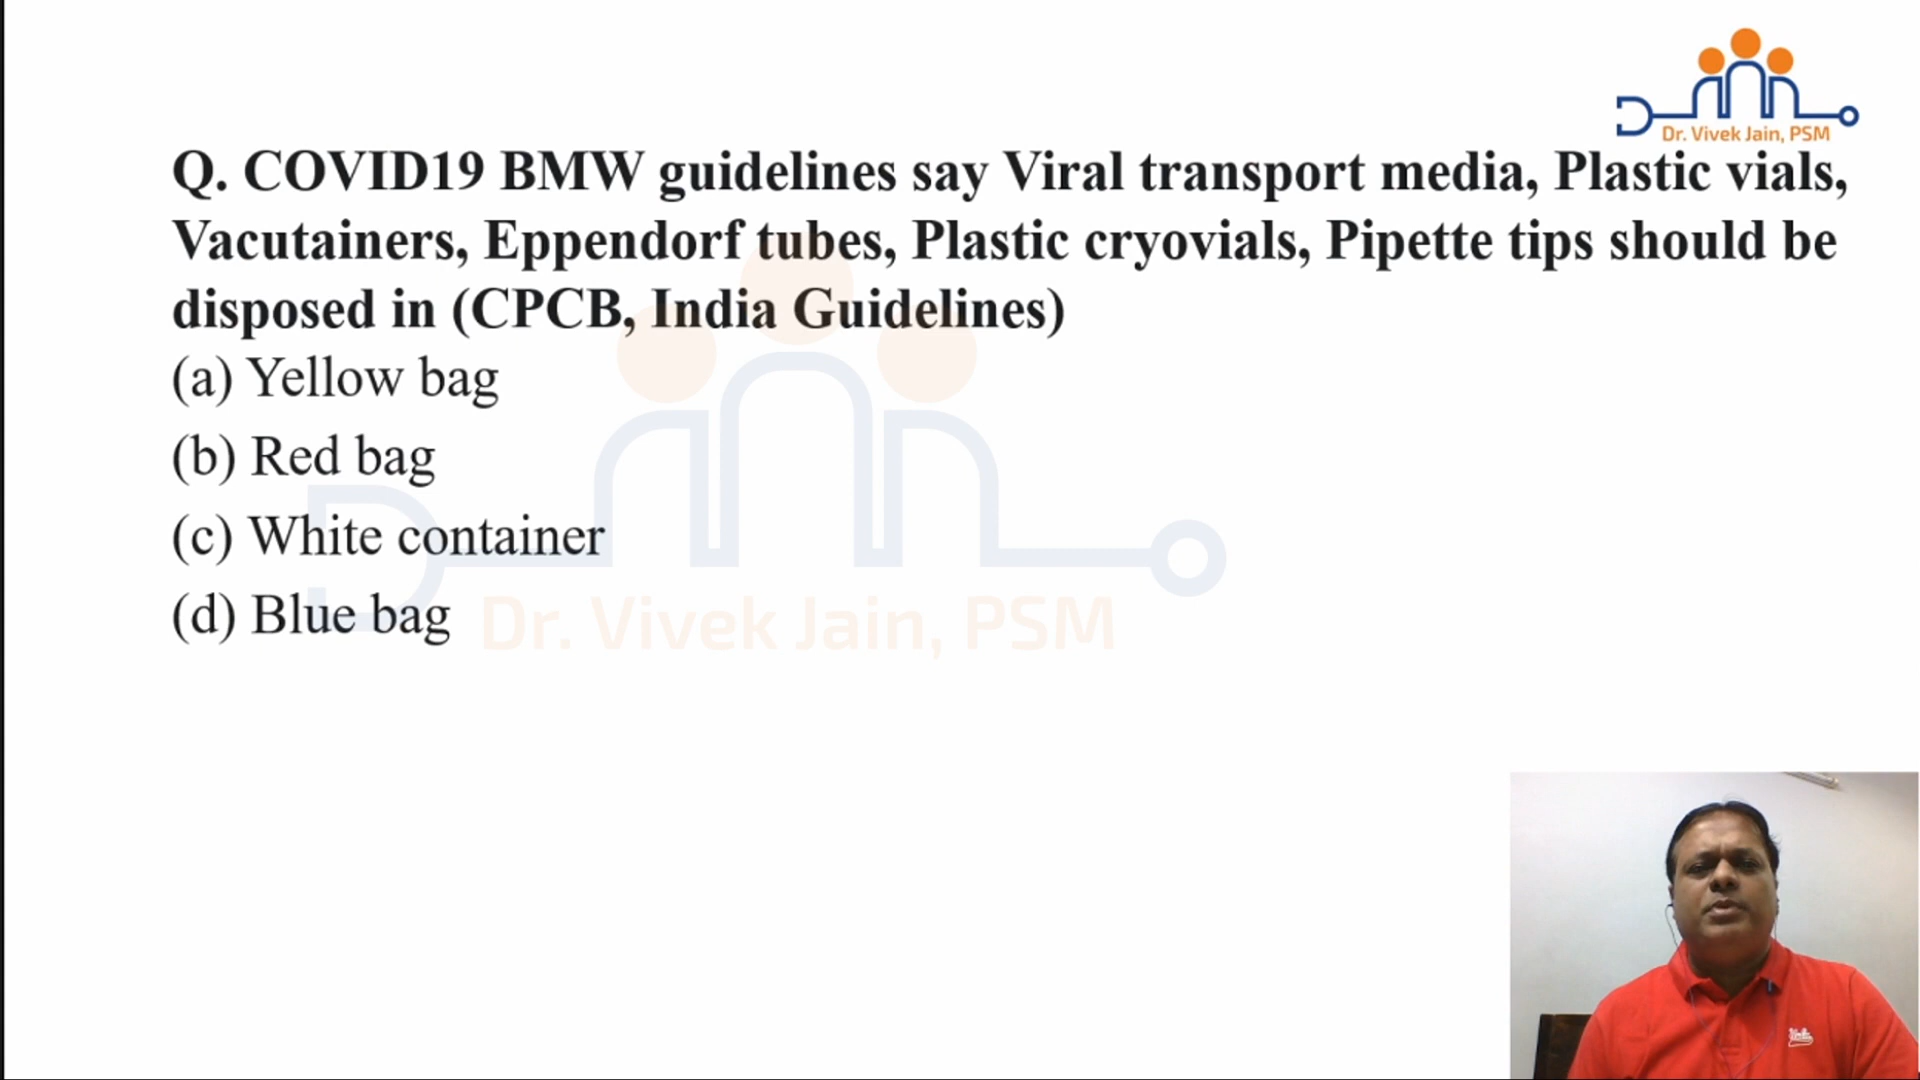 Dr. Vivek Jain, PSM
Q. COVID19 BMW guidelines say Viral transport media, Plastic vials,
Vacutainers, Eppendorf tubes, Plastic cryovials, Pipette tips should be
disposed in (CPCB, India Guidelines)
(a) Yellow bag
(b) Red bag
(c) White container
(d) Blue bag
Dr. Vivek Jain, PSM